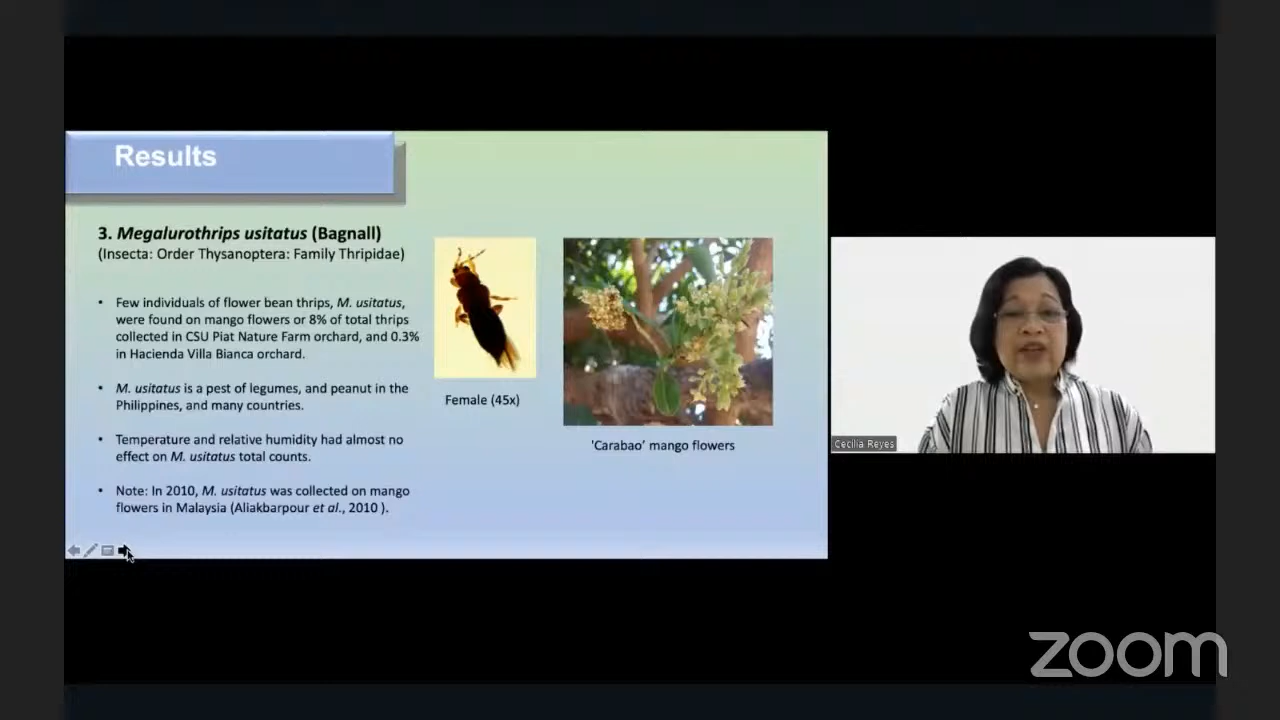 Results
3. Megalurothrips usitatus (Bagnall)
(Insecta: Order Thysanoptera: Family Thripidae)
• Few individuals of flower bean thrips, M. usitatus,
were found on mango flowers or 8% of total thrips
collected in CSU Piat Nature Farm orchard, and 0.3%
in Hacienda Villa Bianca orchard.
• M. usitatus is a pest of legumes, and peanut in the
Philippines, and many countries.
• Temperature and relative humidity had almost no
effect on M. usitatus total counts.
• Note: In 2010, M. usitatus was collected on mango
flowers in Malaysia (Aliakbarpour et al., 2010 ).
Female (45x)
'Carabao' mango flowers
Cecilia Reyes
zoom